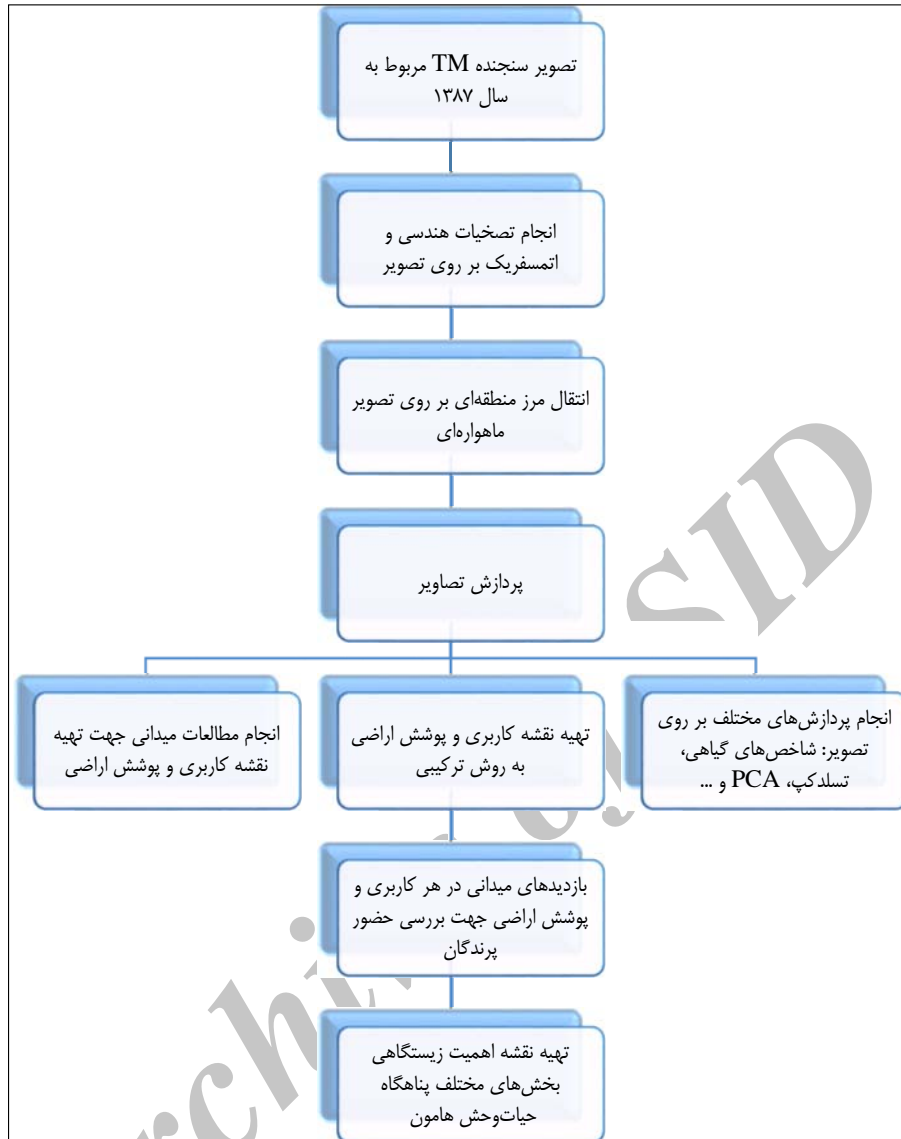 تصویر سنجنده TM مربوط به
سال ۱۳۸۷
انجام تصخیات هندسی و
اتمسفریک بر روی تصویر
انتقال مرز منطقه‌ای بر روی تصویر
ماهواره‌ای
پردازش تصاویر
انجام پردازش‌های مختلف بر روی
تصویر: شاخص‌های گیاهی،
تسلدکپ، PCA و ...
تهیه نقشه کاربری و پوشش اراضی
به روش ترکیبی
انجام مطالعات میدانی جهت تهیه
نقشه کاربری و پوشش اراضی
بازدیدهای میدانی در هر کاربری و
پوشش اراضی جهت بررسی حضور
پرندگان
تهیه نقشه اهمیت زیستگاهی
بخش‌های مختلف پناهگاه
حیات‌وحش هامون
SID